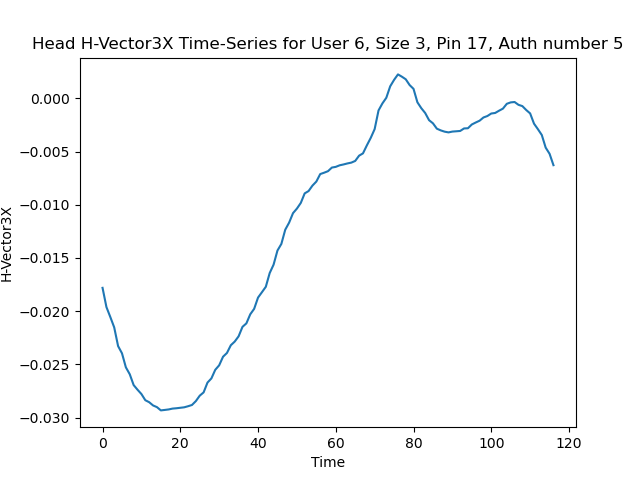 Head H-Vector3X Time-Series for User 6, Size 3, Pin 17, Auth number 5
H-Vector3X
0.000
−0.005
−0.010
−0.015
−0.020
−0.025
−0.030
0 20 40 60 80 100 120
Time